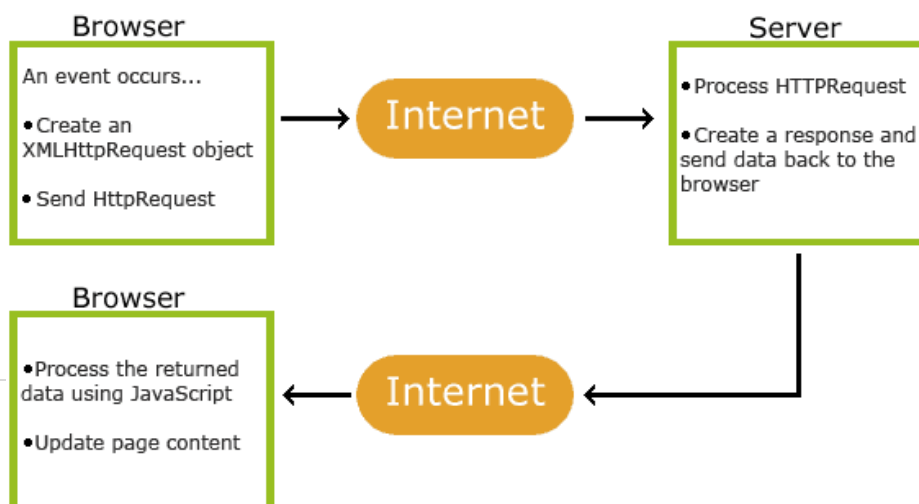 Browser
An event occurs...
•Create an
XMLHttpRequest object
• Send HttpRequest
Internet
Server
•Process HTTPRequest
•Create a response and
send data back to the
browser
Browser
•Process the returned
data using JavaScript
•Update page content
Internet